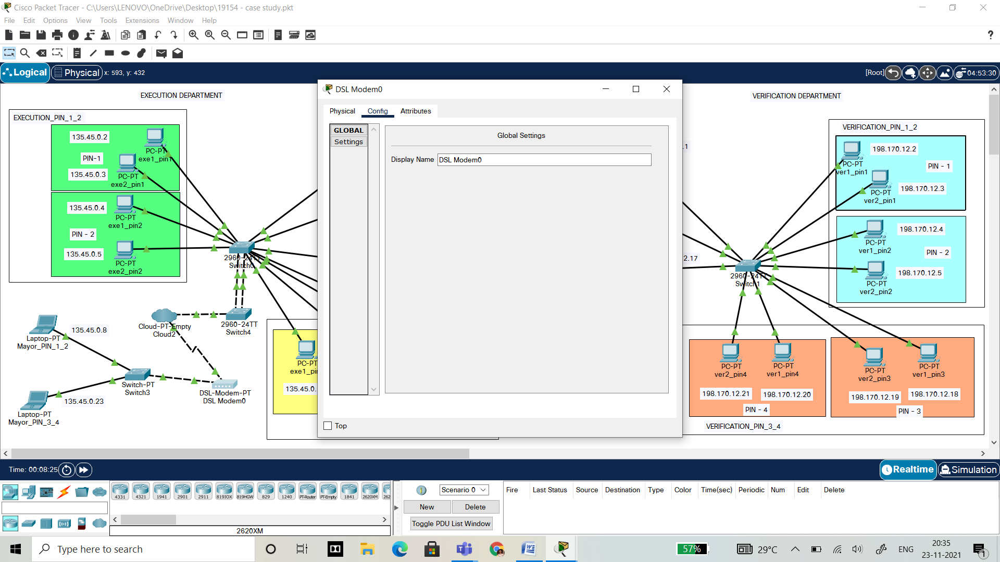 Cisco Packet Tracer - C:\Users\LENOVO\OneDrive\Desktop\19154 - case study.pkt
File Edit Options View Tools Extensions Window Help
Logical Physical x: 593, y: 432
[Root] 04:53:30
EXECUTION DEPARTMENT
EXECUTION_PIN_1_2
135.45.0.2
PC-PT
exe1_pin1
PIN-1
135.45.0.3
PC-PT
exe2_pin1
135.45.0.4
PC-PT
exe1_pin2
PIN - 2
135.45.0.5
PC-PT
exe2_pin2
2960-24TT
Switch0
Cloud-PT-Empty
Cloud2
2960-24TT
Switch4
135.45.0.8
Laptop-PT
Mayor_PIN_1_2
Switch-PT
Switch3
DSL-Modem-PT
DSL Modem0
135.45.0.23
Laptop-PT
Mayor_PIN_3_4
PC-PT
exe1_pi
135.45.0.
DSL Modem0
Physical Config Attributes
GLOBAL
Settings
Global Settings
Display Name DSL Modem0
Top
.1
2.17
VERIFICATION DEPARTMENT
VERIFICATION_PIN_1_2
198.170.12.2
PC-PT
ver1_pin1
PIN - 1
198.170.12.3
PC-PT
ver2_pin1
198.170.12.4
PC-PT
ver1_pin2
PIN - 2
198.170.12.5
PC-PT
ver2_pin2
2960-24TT
Switch1
PC-PT
ver2_pin4
PC-PT
ver1_pin4
198.170.12.21
198.170.12.20
PIN - 4
PC-PT
ver2_pin3
PC-PT
ver1_pin3
198.170.12.19
198.170.12.18
PIN - 3
VERIFICATION_PIN_3_4
Time: 00:08:25
Realtime Simulation
4331 4321 1941 2901 2911 819IOX 819HGW 829 1240 PT-Router PT-Empty 1841 2620XM 262
2620XM
Scenario 0
New Delete
Toggle PDU List Window
Fire Last Status Source Destination Type Color Time(sec) Periodic Num Edit Delete
Type here to search
57%
29°C
ENG
20:35
23-11-2021
1